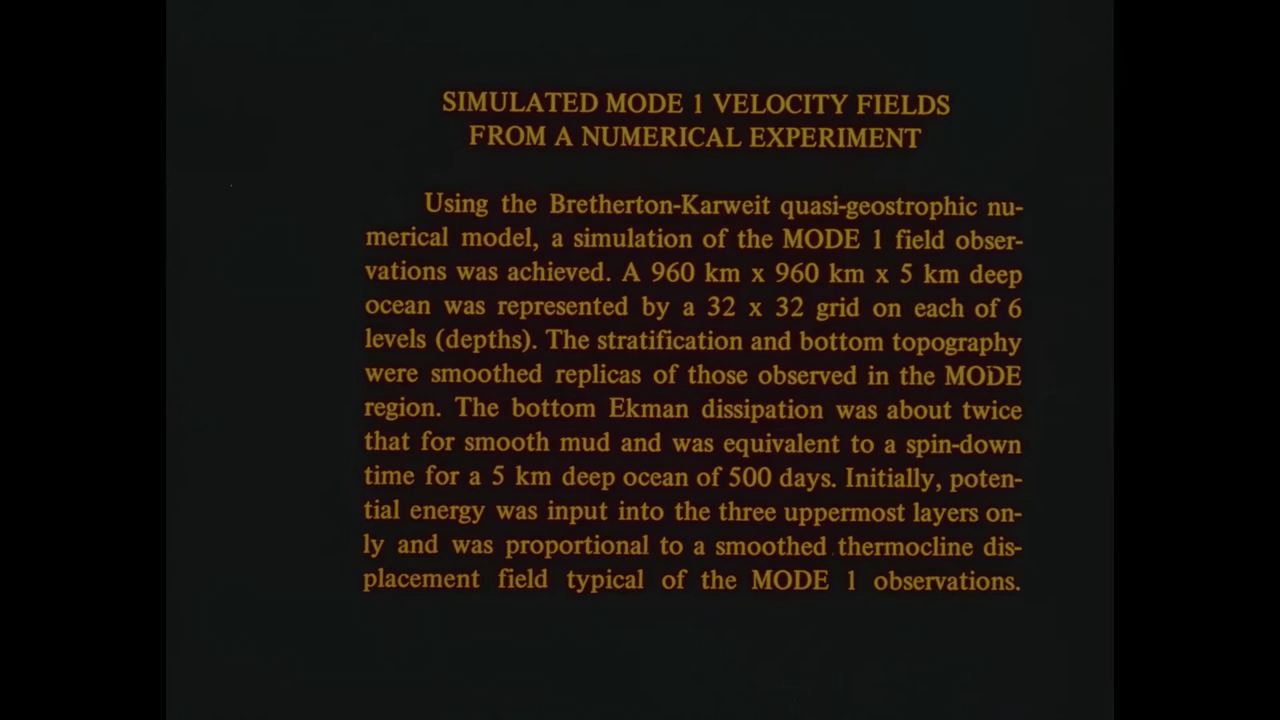 SIMULATED MODE 1 VELOCITY FIELDS
FROM A NUMERICAL EXPERIMENT
Using the Bretherton-Karweit quasi-geostrophic nu-
merical model, a simulation of the MODE 1 field obser-
vations was achieved. A 960 km x 960 km x 5 km deep
ocean was represented by a 32 x 32 grid on each of 6
levels (depths). The stratification and bottom topography
were smoothed replicas of those observed in the MODE
region. The bottom Ekman dissipation was about twice
that for smooth mud and was equivalent to a spin-down
time for a 5 km deep ocean of 500 days. Initially, poten-
tial energy was input into the three uppermost layers on-
ly and was proportional to a smoothed thermocline dis-
placement field typical of the MODE 1 observations.